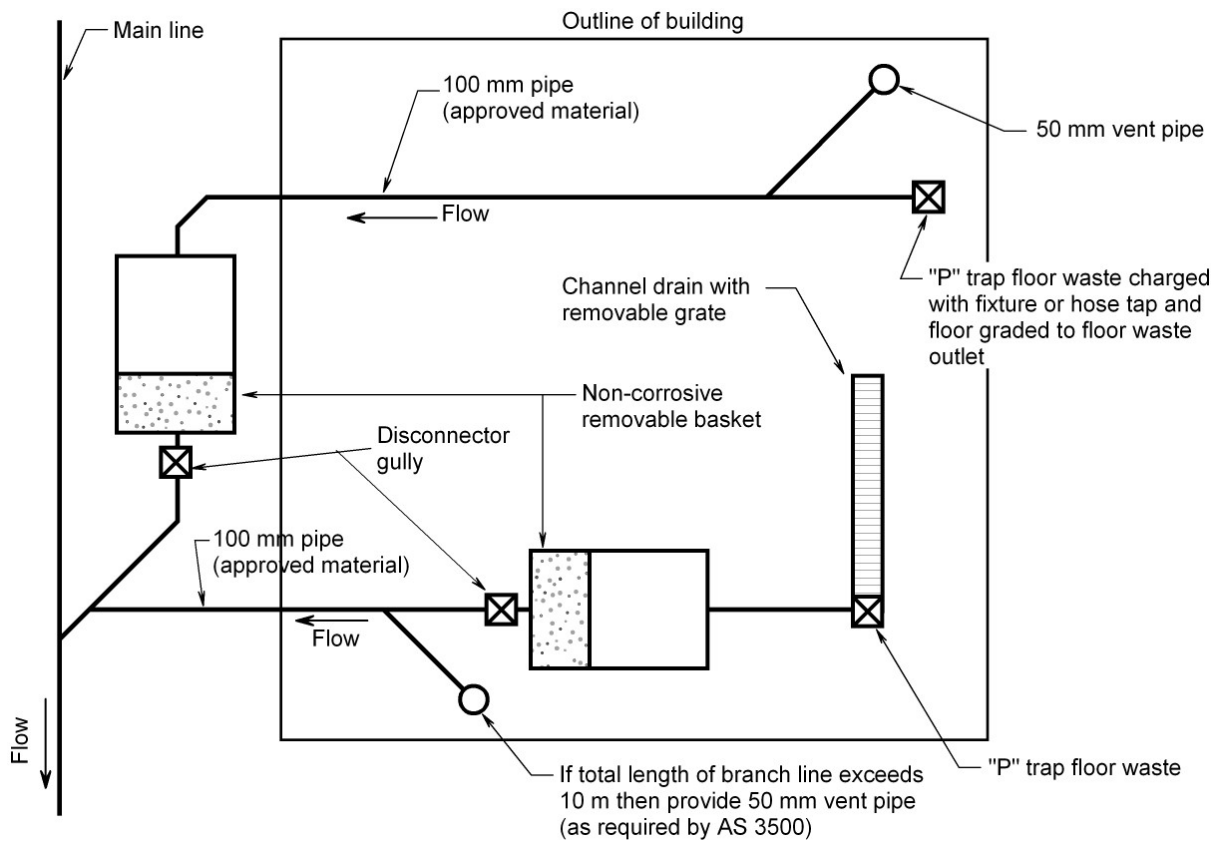 Outline of building
Main line
100 mm pipe
(approved material)
50 mm vent pipe
Flow
"P" trap floor waste charged
with fixture or hose tap and
floor graded to floor waste
outlet
Channel drain with
removable grate
Non-corrosive
removable basket
Disconnector
gully
100 mm pipe
(approved material)
Flow
Flow
"P" trap floor waste
If total length of branch line exceeds
10 m then provide 50 mm vent pipe
(as required by AS 3500)